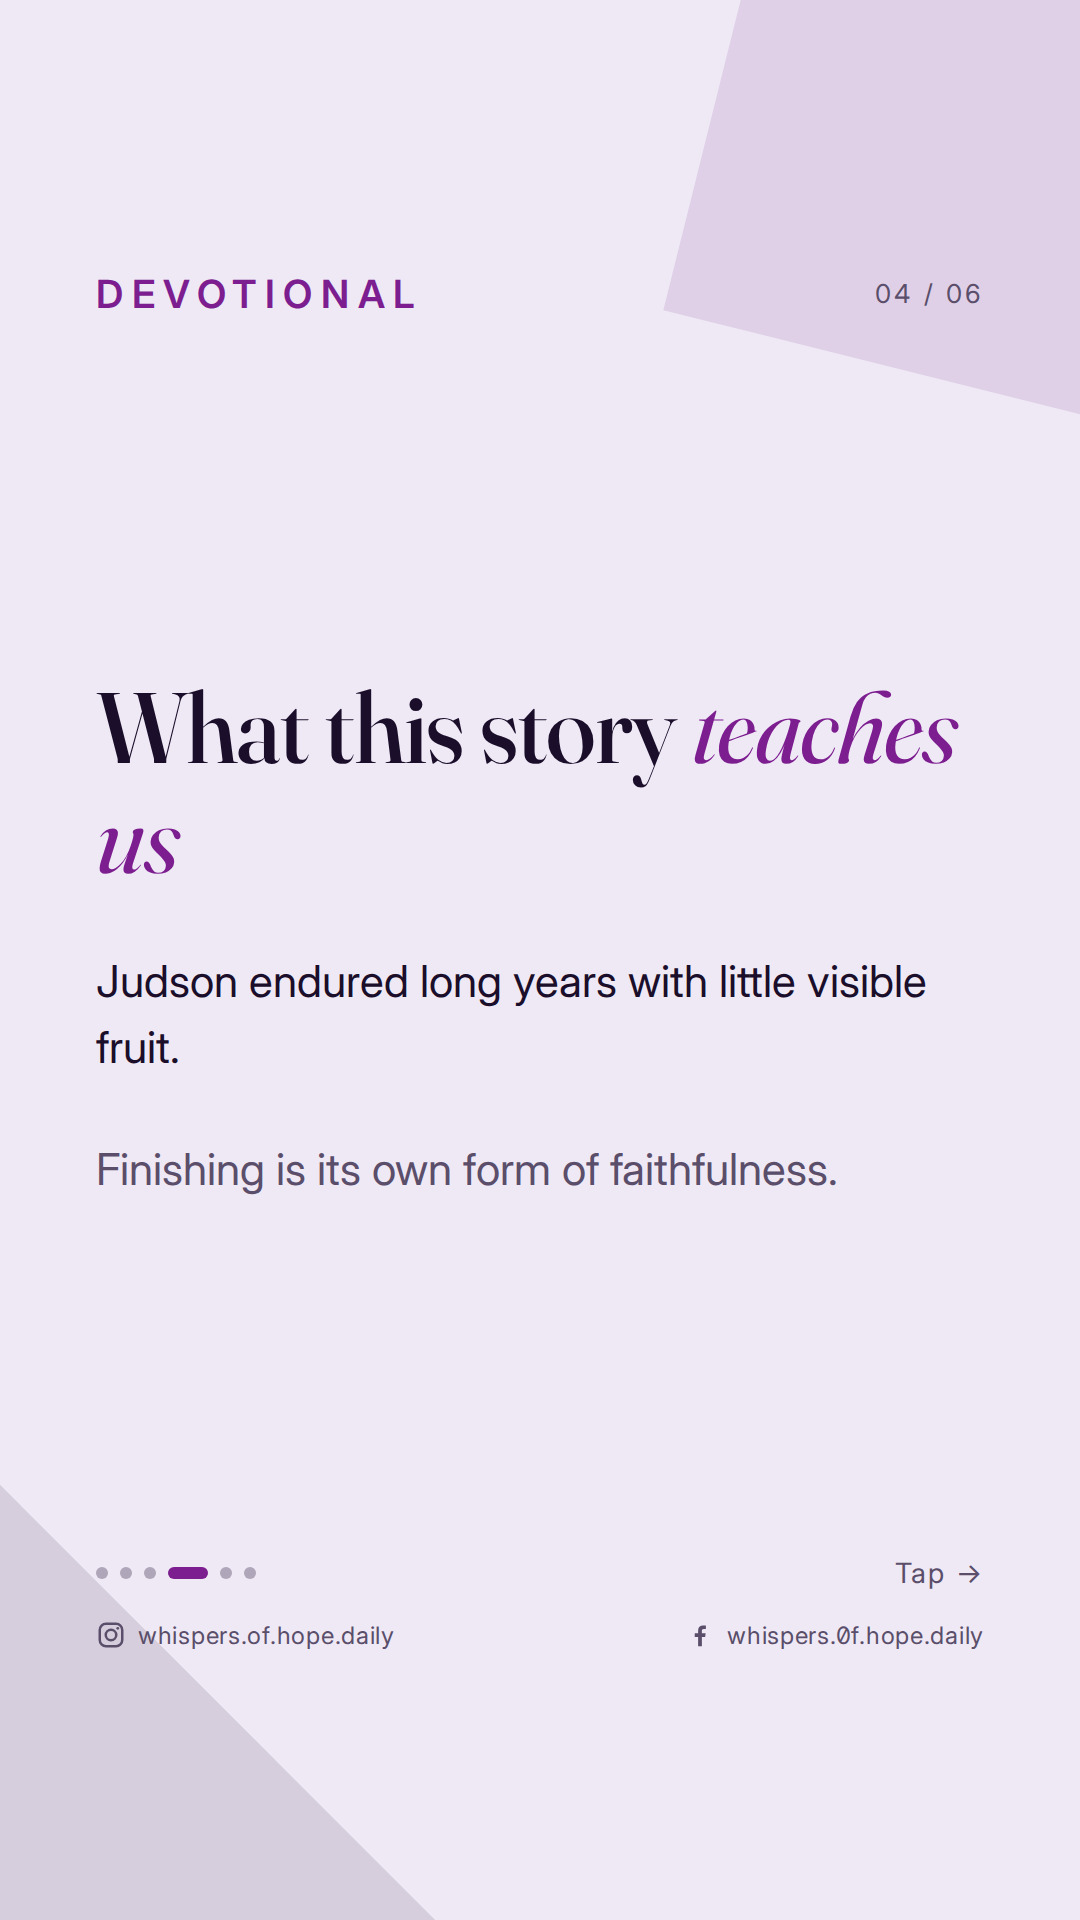 DEVOTIONAL
04 / 06
What this story teaches
us
Judson endured long years with little visible
fruit.
Finishing is its own form of faithfulness.
Tap →
whispers.of.hope.daily
whispers.0f.hope.daily